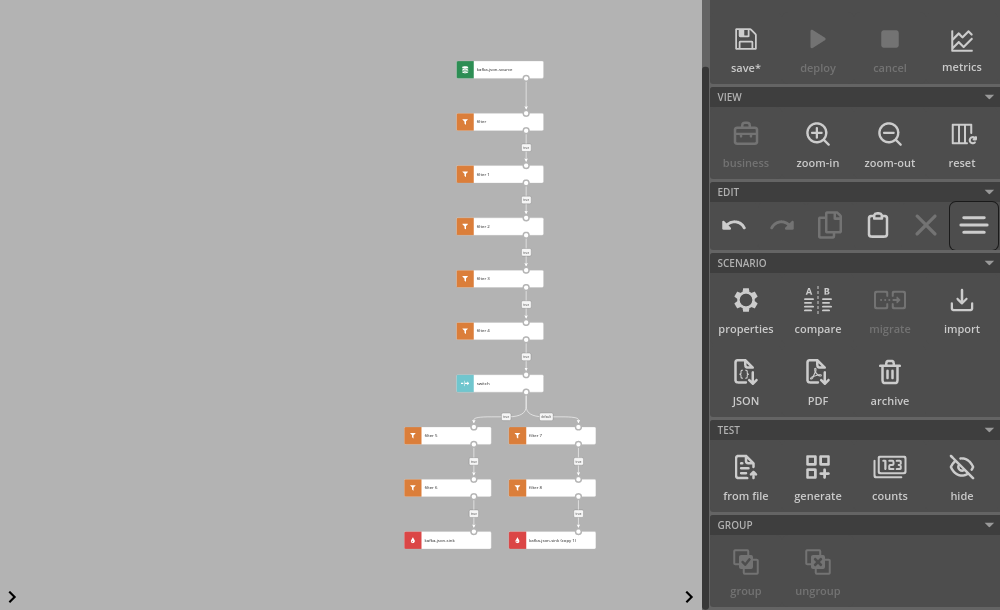 save*
deploy
cancel
metrics
VIEW
business
zoom-in
zoom-out
reset
EDIT
SCENARIO
properties
A B
compare
migrate
import
{}
JSON
PDF
archive
TEST
from file
generate
123
counts
hide
GROUP
group
ungroup
kafka-json-source
filter
true
filter 1
true
filter 2
true
filter 3
true
filter 4
true
switch
true
default
filter 5
filter 7
true
true
filter 6
filter 8
true
true
kafka-json-sink
kafka-json-sink (copy 1)